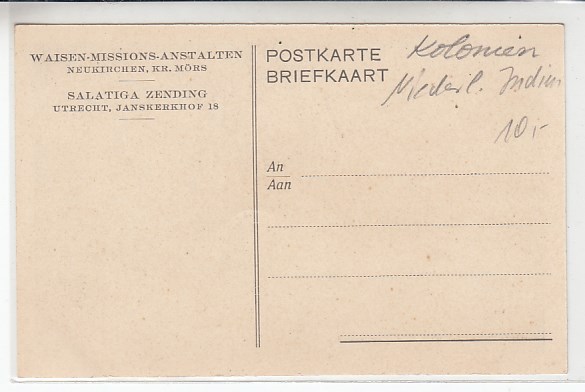 WAISEN-MISSIONS-ANSTALTEN
NEUKIRCHEN, KR. MÖRS
SALATIGA ZENDING
UTRECHT, JANSKERKHOF 18
POSTKARTE
BRIEFKAART
Kolonien
Niederl. Indien
10,-
An
Aan